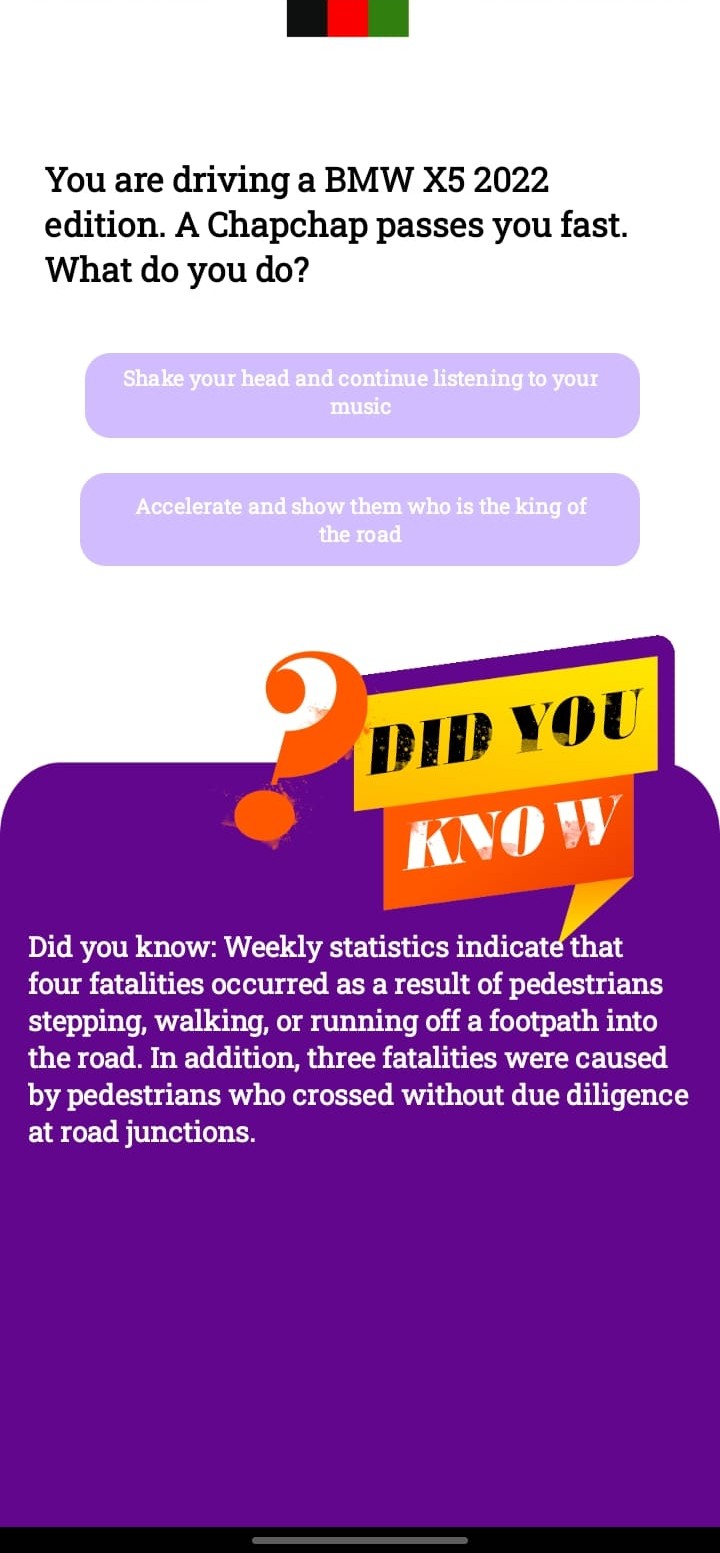 You are driving a BMW X5 2022
edition. A Chapchap passes you fast.
What do you do?
Shake your head and continue listening to your
music
Accelerate and show them who is the king of
the road
DID YOU
KNOW
Did you know: Weekly statistics indicate that
four fatalities occurred as a result of pedestrians
stepping, walking, or running off a footpath into
the road. In addition, three fatalities were caused
by pedestrians who crossed without due diligence
at road junctions.